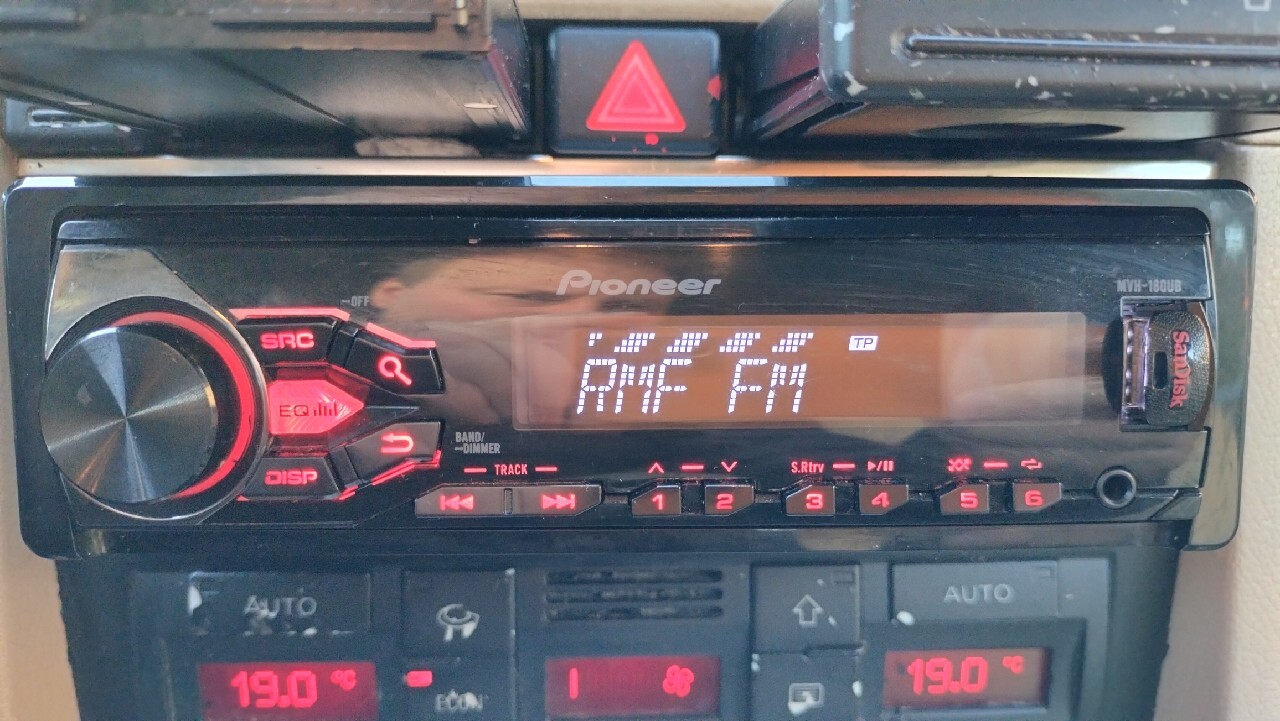 Pioneer
MVH-180UB
OFF
SRC
EQ
DISP
TP
RMF FM
SanDisk
BAND/
DIMMER
TRACK
S.Rtrv
1 2 3 4 5 6
AUTO
AUTO
19.0 °C
ECON
1
19.0 °C